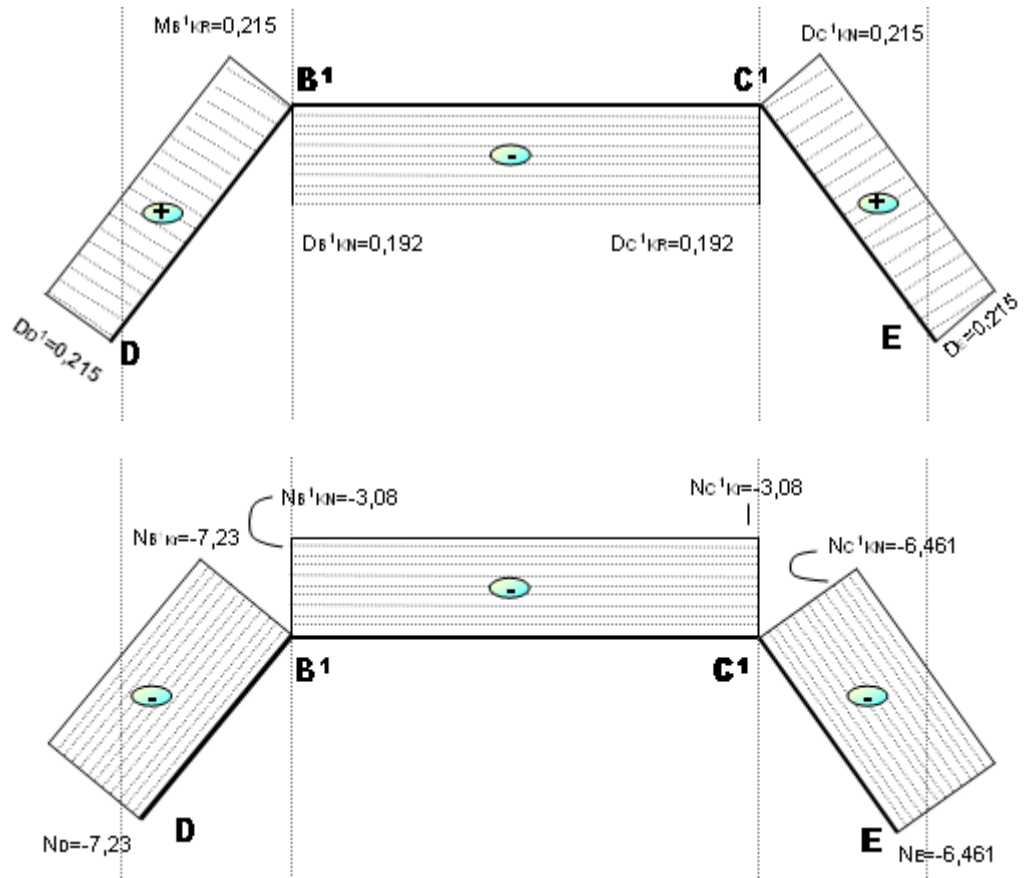 MB¹KR=0,215
DC¹KN=0,215
B¹
C¹
-
+
+
DB¹KN=0,192
DC¹KR=0,192
DD¹=0,215
D
E
DE=0,215
NB¹KN=-3,08
NC¹KI=-3,08
NB¹KI=-7,23
NC¹KN=-6,461
-
B¹
C¹
-
-
D
E
ND=-7,23
NE=-6,461